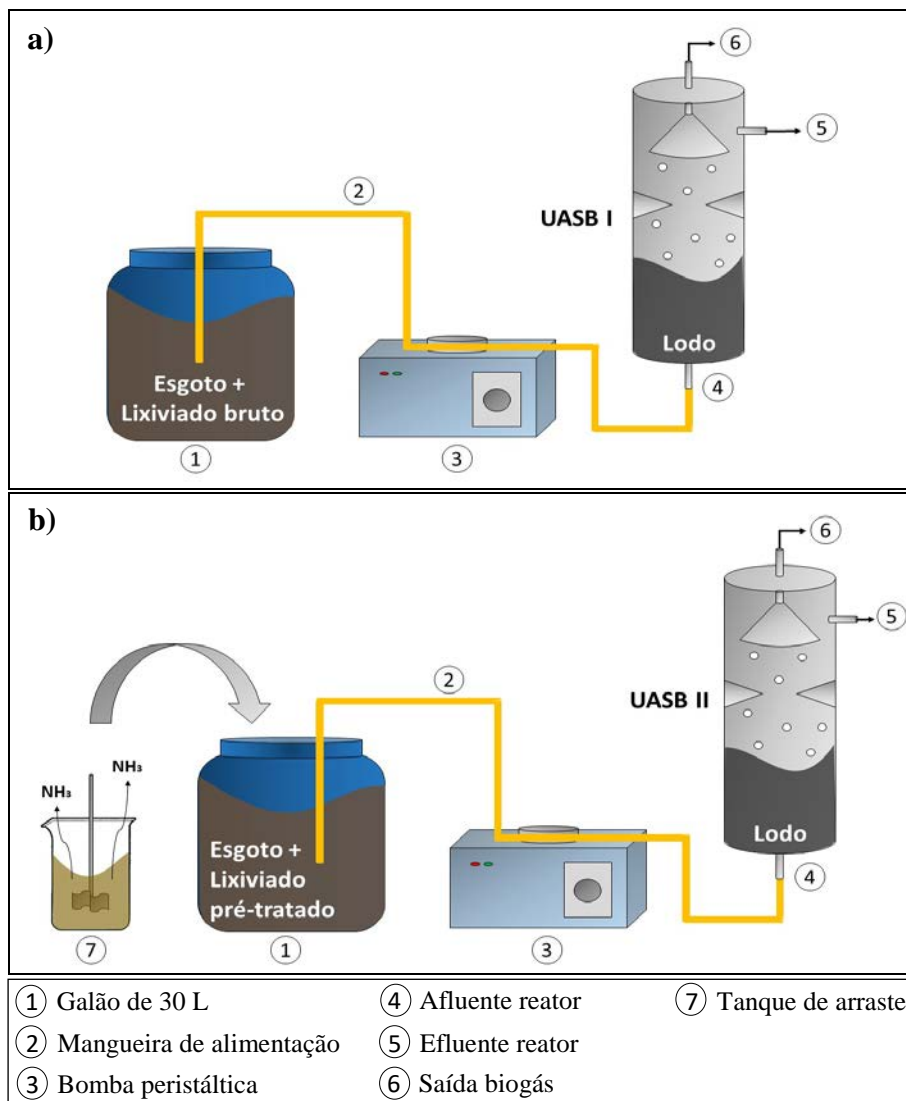 a)
6
5
2
UASB I
Lodo
Esgoto +
Lixiviado bruto
4
1
3
b)
6
5
2
UASB II
NH₃ NH₃
Lodo
Esgoto +
Lixiviado
pré-tratado
4
7
1
3
1 Galão de 30 L
2 Mangueira de alimentação
3 Bomba peristáltica
4 Afluente reator
5 Efluente reator
6 Saída biogás
7 Tanque de arraste